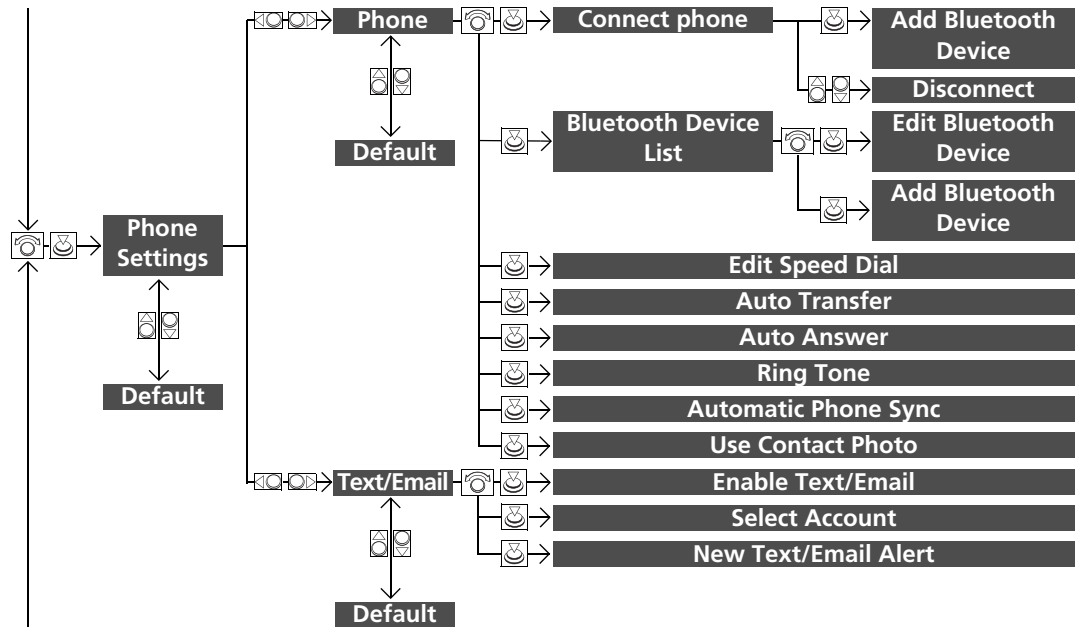 Phone
Connect phone
Add Bluetooth
Device
Disconnect
Default
Bluetooth Device
List
Edit Bluetooth
Device
Add Bluetooth
Device
Phone
Settings
Default
Edit Speed Dial
Auto Transfer
Auto Answer
Ring Tone
Automatic Phone Sync
Use Contact Photo
Text/Email
Enable Text/Email
Select Account
New Text/Email Alert
Default